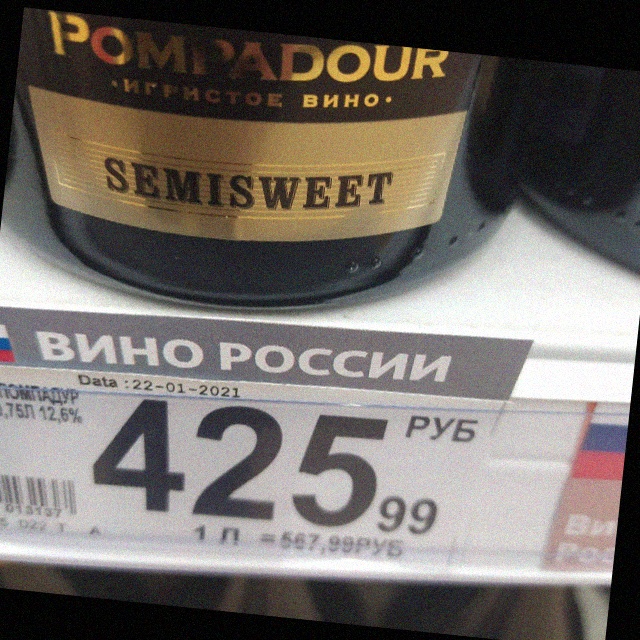 POMPADOUR
·ИГРИСТОЕ ВИНО·
SEMISWEET
ВИНО РОССИИ
Data :22-01-2021
ПОМПАДУР
0,75Л 12,6%
425 99 РУБ
1 Л =567,99РУБ